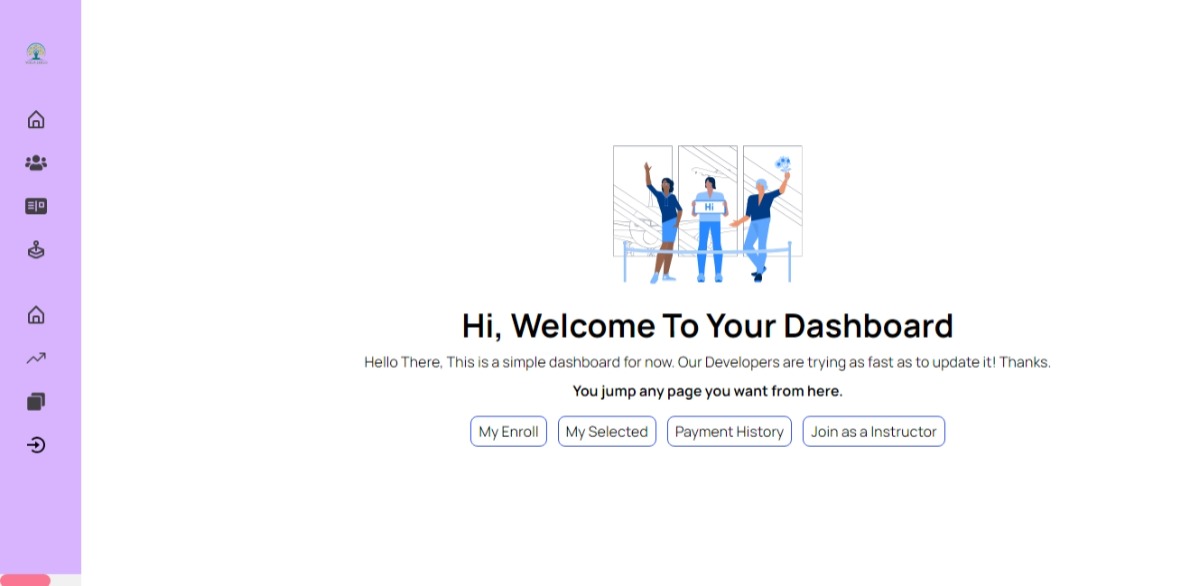 Hi
Hi, Welcome To Your Dashboard
Hello There, This is a simple dashboard for now. Our Developers are trying as fast as to update it! Thanks.
You jump any page you want from here.
My Enroll
My Selected
Payment History
Join as a Instructor